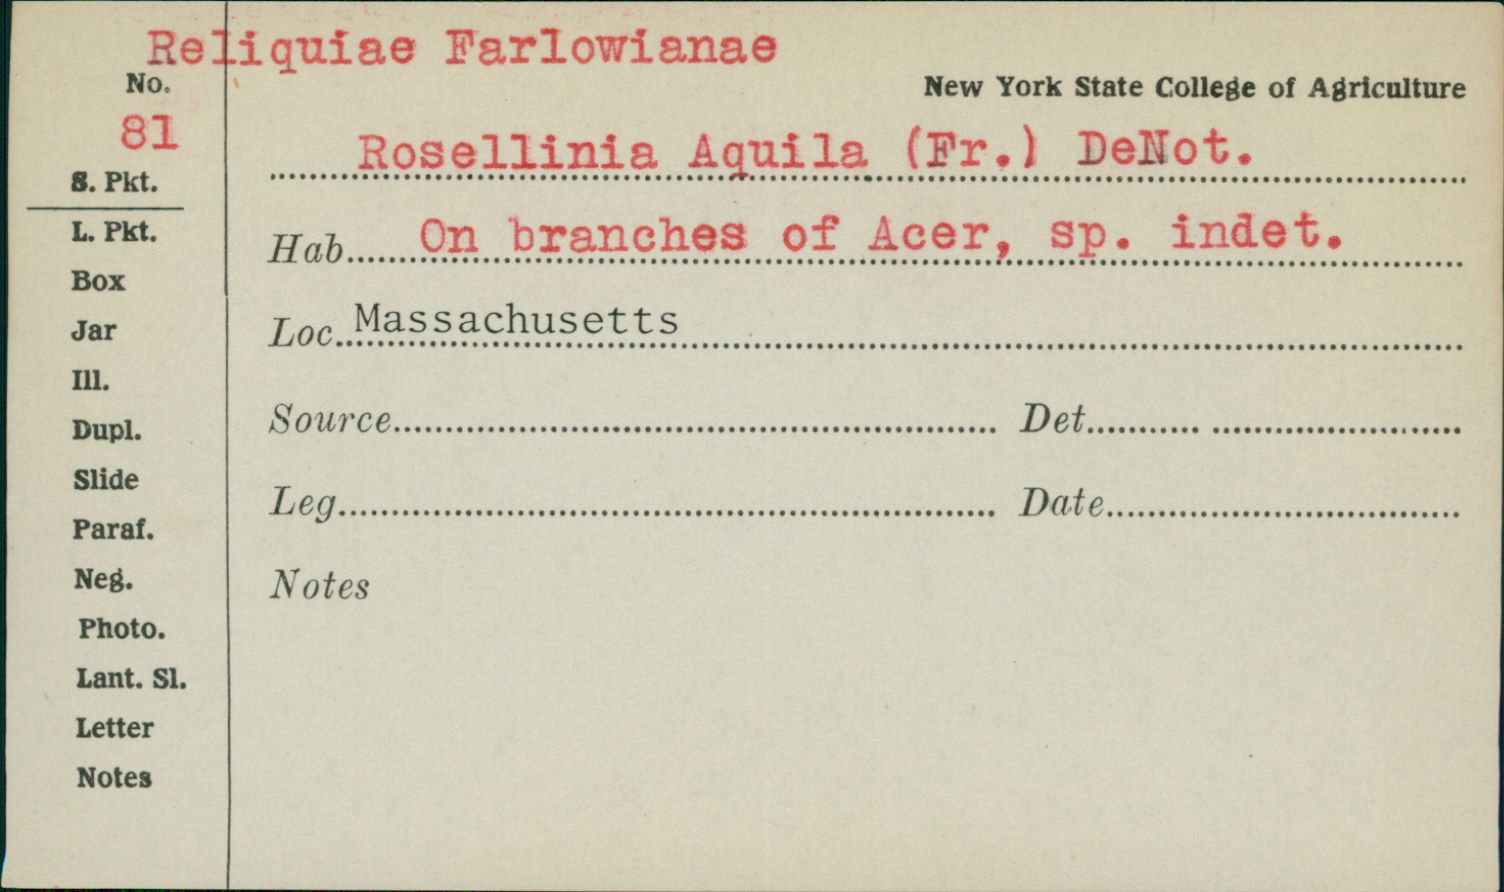 Reliquiae Farlowianae
No.
New York State College of Agriculture
81
Rosellinia Aquila (Fr.) DeNot.
S. Pkt.
L. Pkt.
Hab. On branches of Acer, sp. indet.
Box
Jar
Loc. Massachusetts
Ill.
Dupl.
Source Det.
Slide
Leg. Date
Paraf.
Neg.
Notes
Photo.
Lant. Sl.
Letter
Notes